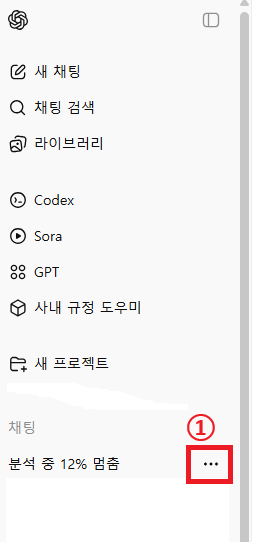 새 채팅
채팅 검색
라이브러리
Codex
Sora
GPT
사내 규정 도우미
새 프로젝트
채팅
①
분석 중 12% 멈춤 ...